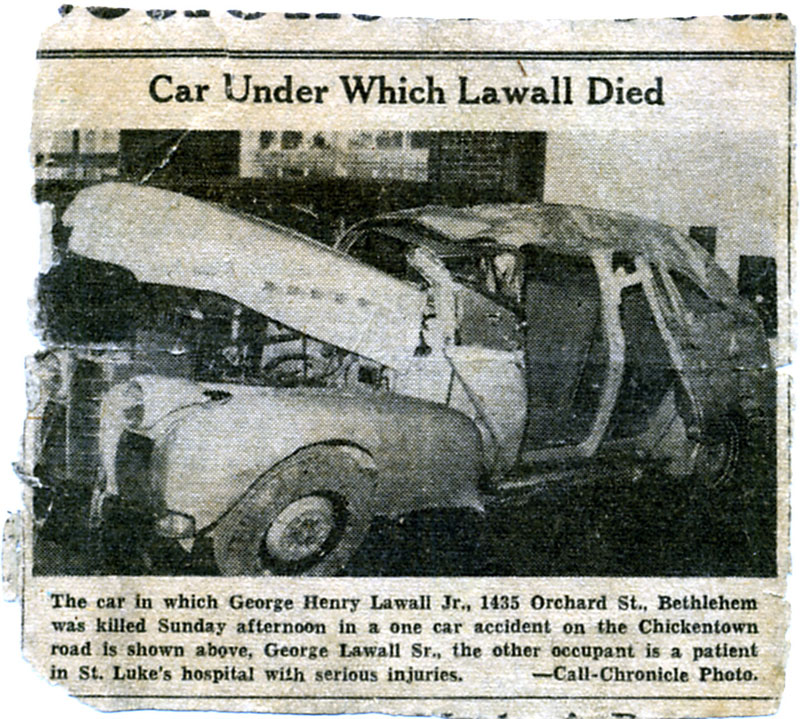 Car Under Which Lawall Died
The car in which George Henry Lawall Jr., 1435 Orchard St., Bethlehem
was killed Sunday afternoon in a one car accident on the Chickentown
road is shown above, George Lawall Sr., the other occupant is a patient
in St. Luke's hospital with serious injuries. —Call-Chronicle Photo.